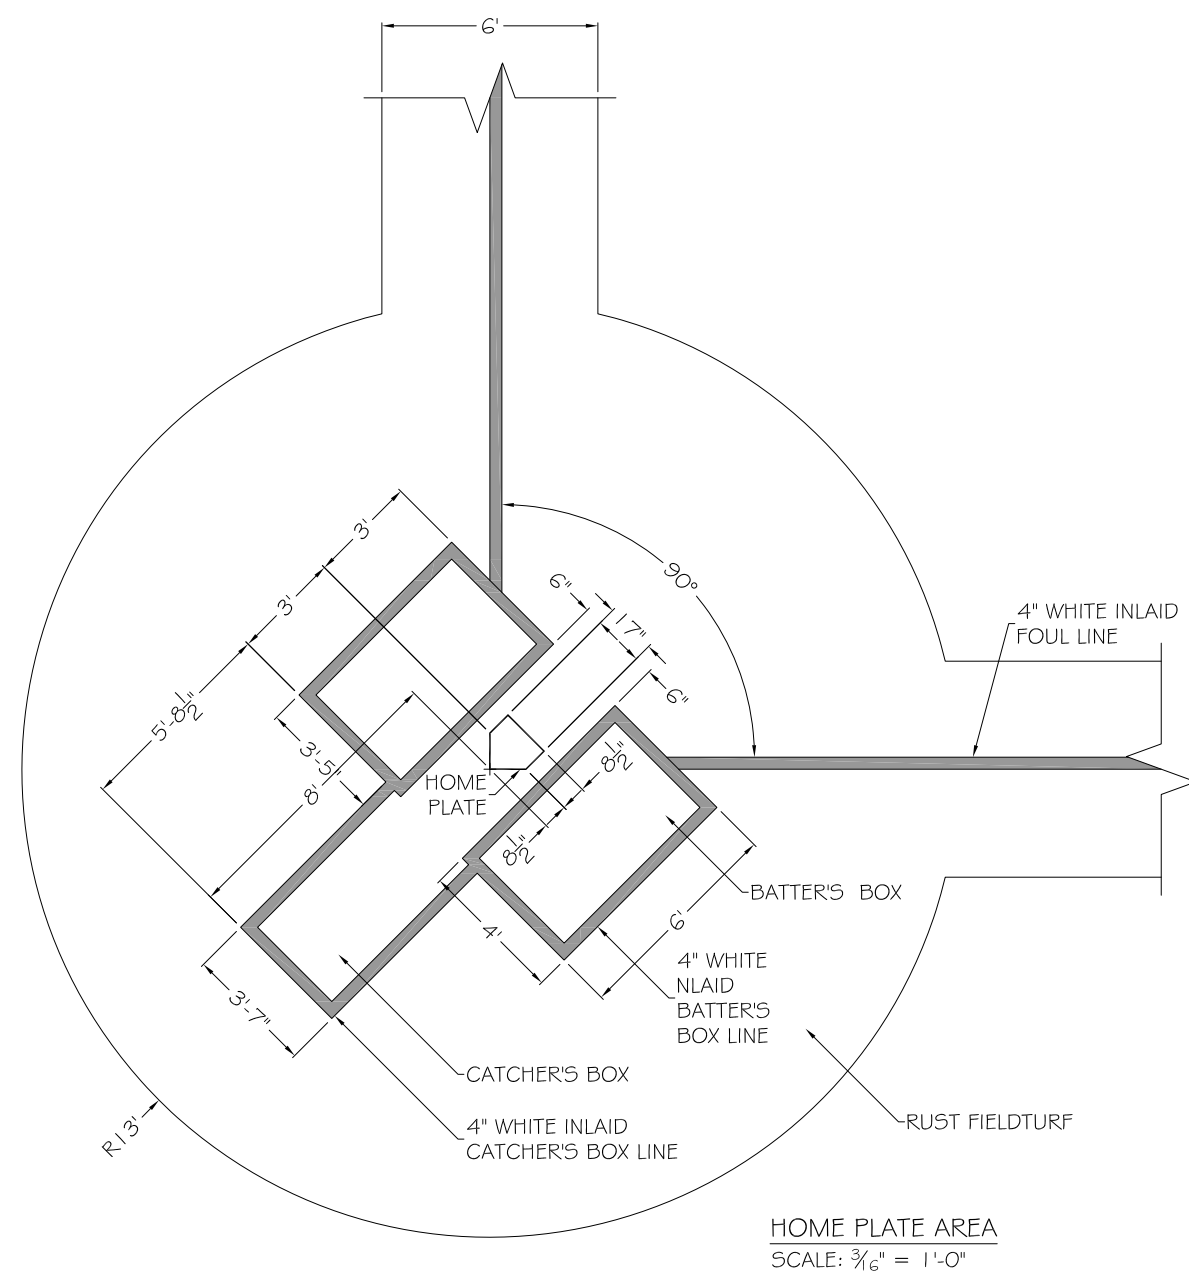 6'
3'
3'
5'-8½"
3'-5'
8'
6"
17"
6"
90°
4" WHITE INLAID
FOUL LINE
HOME
PLATE
8½"
8½"
4'
6'
BATTER'S BOX
4" WHITE
NLAID
BATTER'S
BOX LINE
3'-7"
CATCHER'S BOX
4" WHITE INLAID
CATCHER'S BOX LINE
RUST FIELDTURF
R13'
HOME PLATE AREA
SCALE: 3/16" = 1'-0"